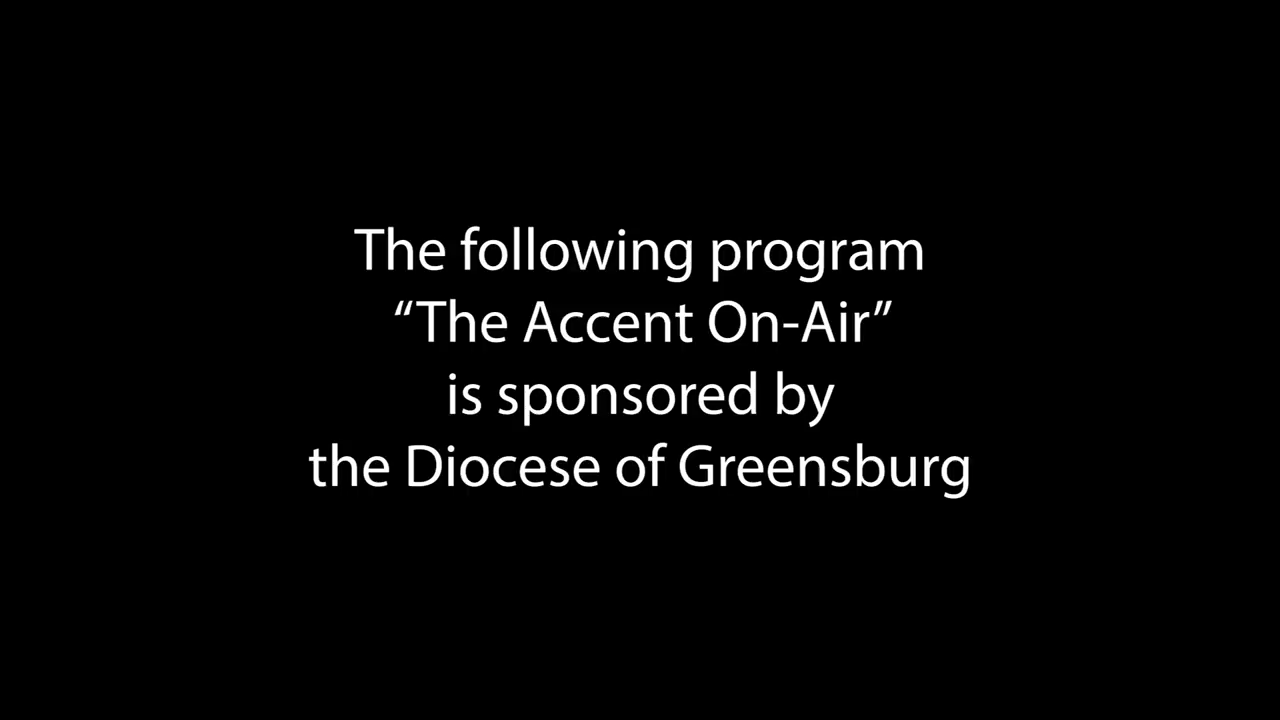 The following program
“The Accent On-Air”
is sponsored by
the Diocese of Greensburg